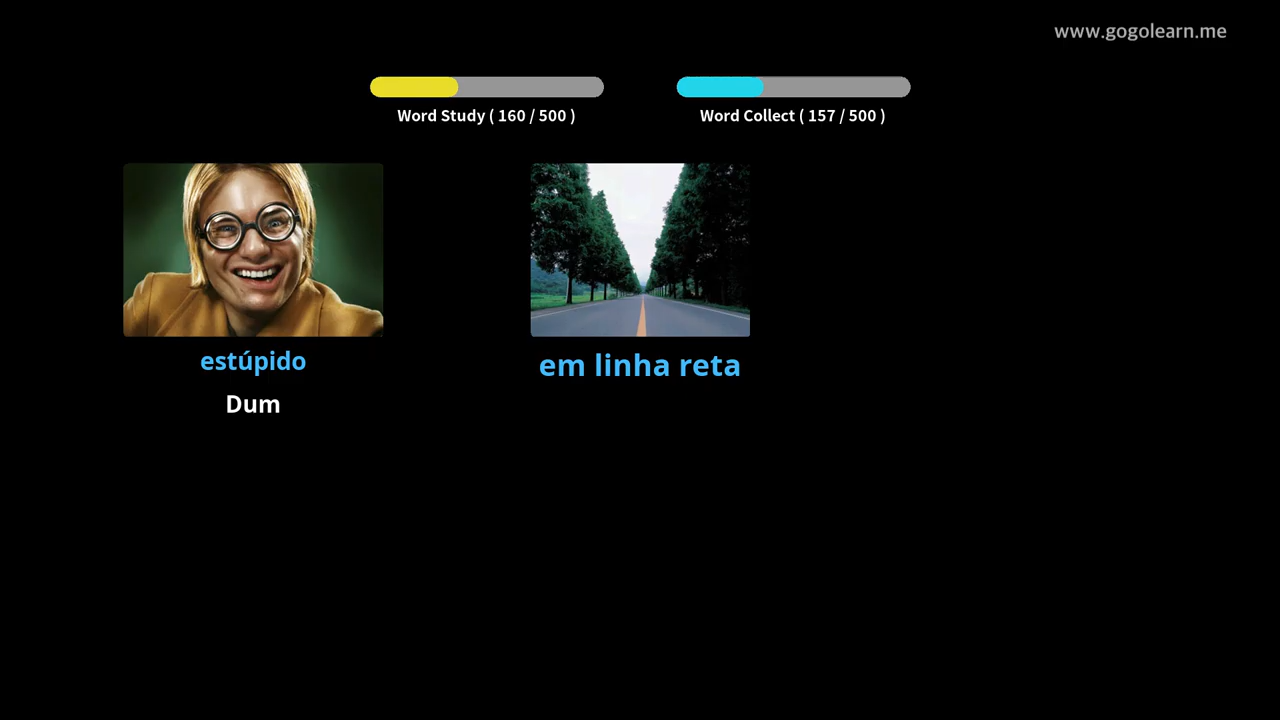 www.gogolearn.me
Word Study ( 160 / 500 )
Word Collect ( 157 / 500 )
estúpido
Dum
em linha reta